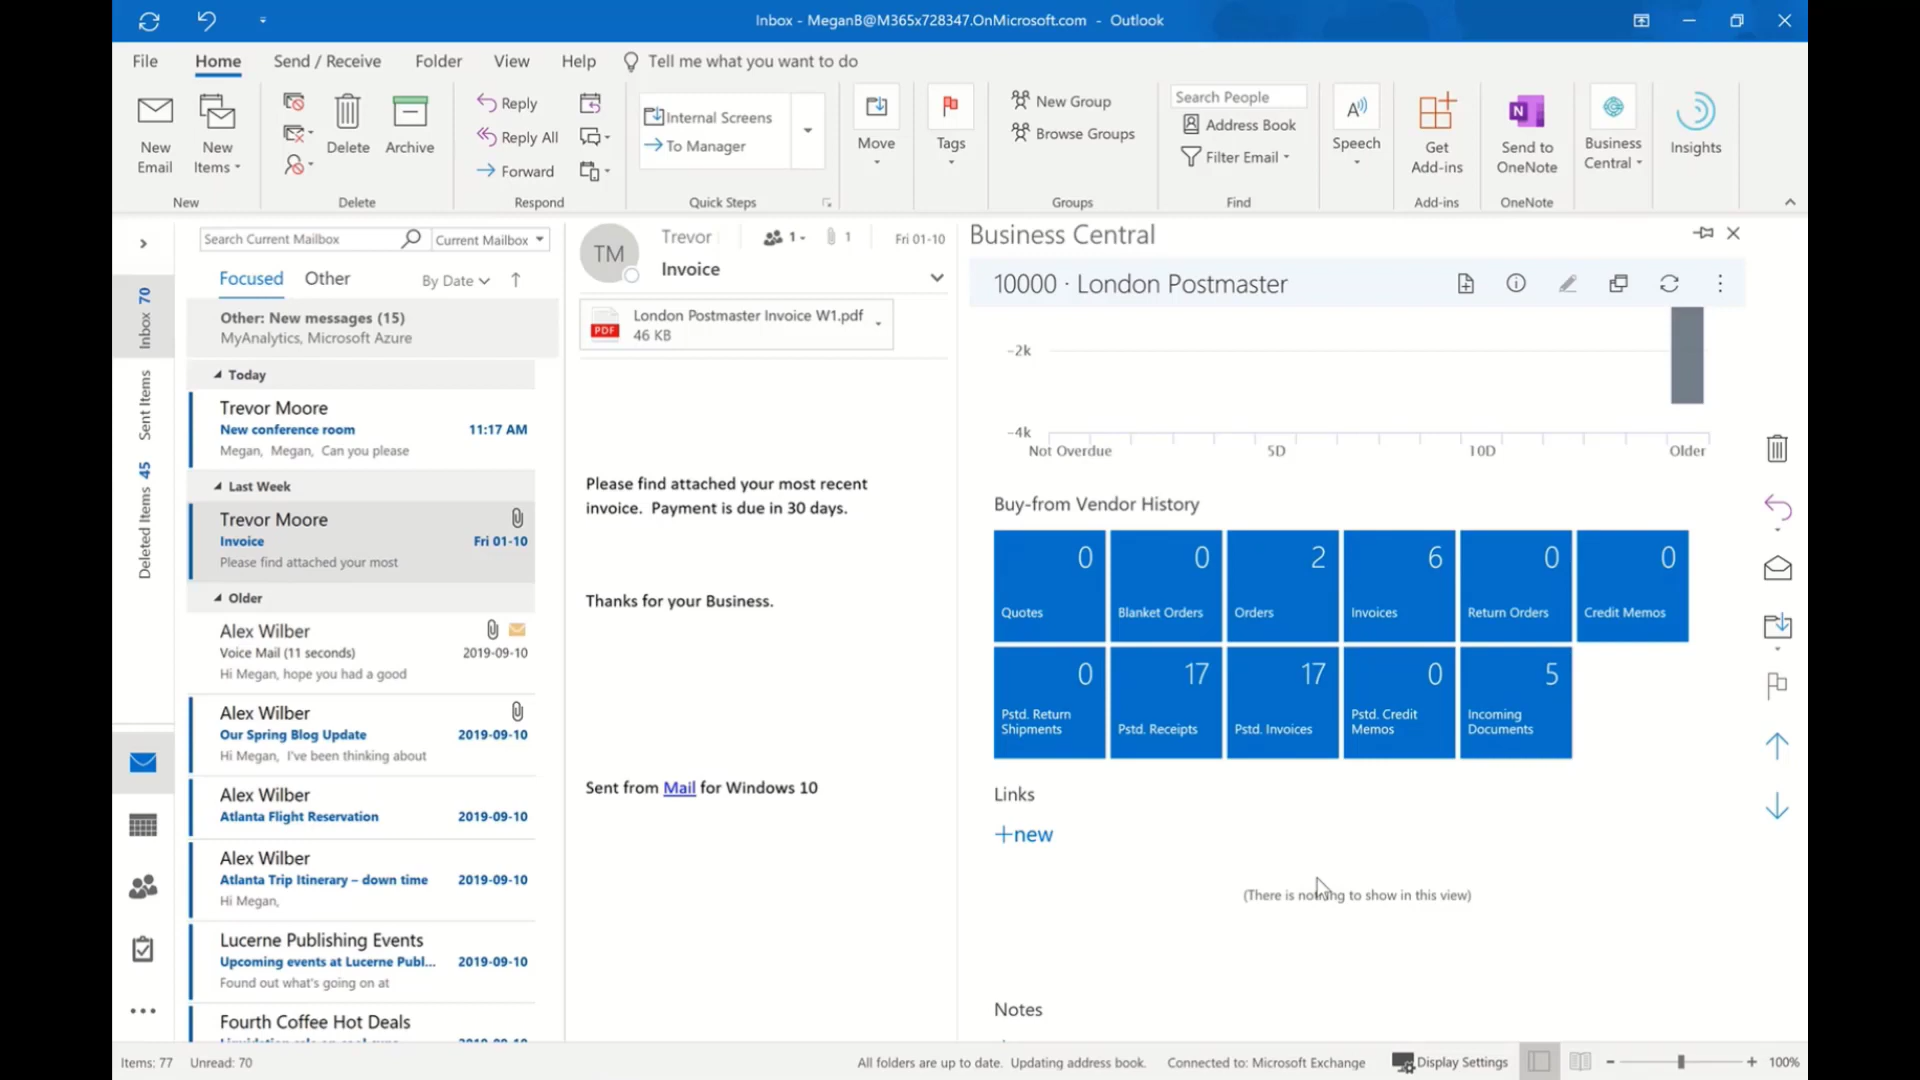 Inbox - MeganB@M365x728347.OnMicrosoft.com - Outlook
File Home Send / Receive Folder View Help Tell me what you want to do
New Email
New Items
New
Delete
Archive
Delete
Reply
Reply All
Forward
Respond
Internal Screens
To Manager
Quick Steps
Move
Tags
New Group
Browse Groups
Groups
Search People
Address Book
Filter Email
Find
Speech
Get Add-ins
Add-ins
Send to OneNote
OneNote
Business Central
Insights
Inbox 70
Sent Items
Deleted Items 45
Search Current Mailbox Current Mailbox
Focused Other By Date
Other: New messages (15)
MyAnalytics, Microsoft Azure
Today
Trevor Moore
New conference room 11:17 AM
Megan, Megan, Can you please
Last Week
Trevor Moore
Invoice Fri 01-10
Please find attached your most
Older
Alex Wilber
Voice Mail (11 seconds) 2019-09-10
Hi Megan, hope you had a good
Alex Wilber
Our Spring Blog Update 2019-09-10
Hi Megan, I've been thinking about
Alex Wilber
Atlanta Flight Reservation 2019-09-10
Alex Wilber
Atlanta Trip Itinerary – down time 2019-09-10
Hi Megan,
Lucerne Publishing Events
Upcoming events at Lucerne Publ... 2019-09-10
Found out what's going on at
Fourth Coffee Hot Deals
TM
Trevor 1 1 Fri 01-10
Invoice
PDF
London Postmaster Invoice W1.pdf
46 KB
Please find attached your most recent
invoice. Payment is due in 30 days.
Thanks for your Business.
Sent from Mail for Windows 10
Business Central
10000 · London Postmaster
-2k
-4k
Not Overdue 5D 10D Older
Buy-from Vendor History
0 Quotes
0 Blanket Orders
2 Orders
6 Invoices
0 Return Orders
0 Credit Memos
0 Pstd. Return Shipments
17 Pstd. Receipts
17 Pstd. Invoices
0 Pstd. Credit Memos
5 Incoming Documents
Links
+new
(There is nothing to show in this view)
Notes
Items: 77 Unread: 70
All folders are up to date. Updating address book. Connected to: Microsoft Exchange Display Settings 100%